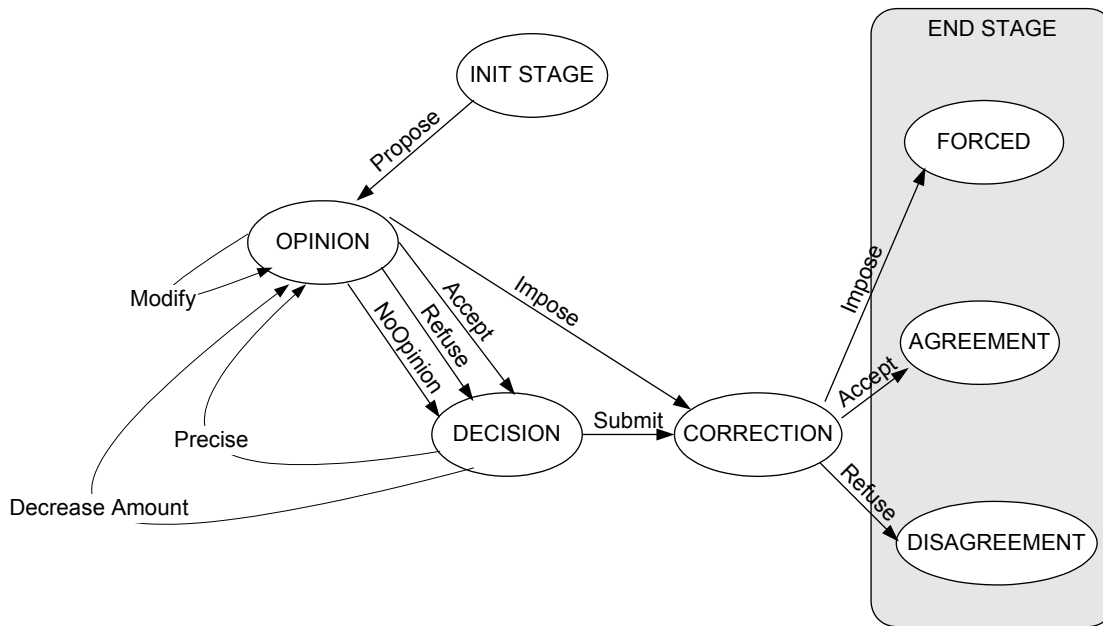 END STAGE
INIT STAGE
Propose
FORCED
OPINION
Modify
Impose
Accept
Refuse
NoOpinion
Impose
AGREEMENT
Accept
Precise
DECISION
Submit
CORRECTION
Refuse
Decrease Amount
DISAGREEMENT